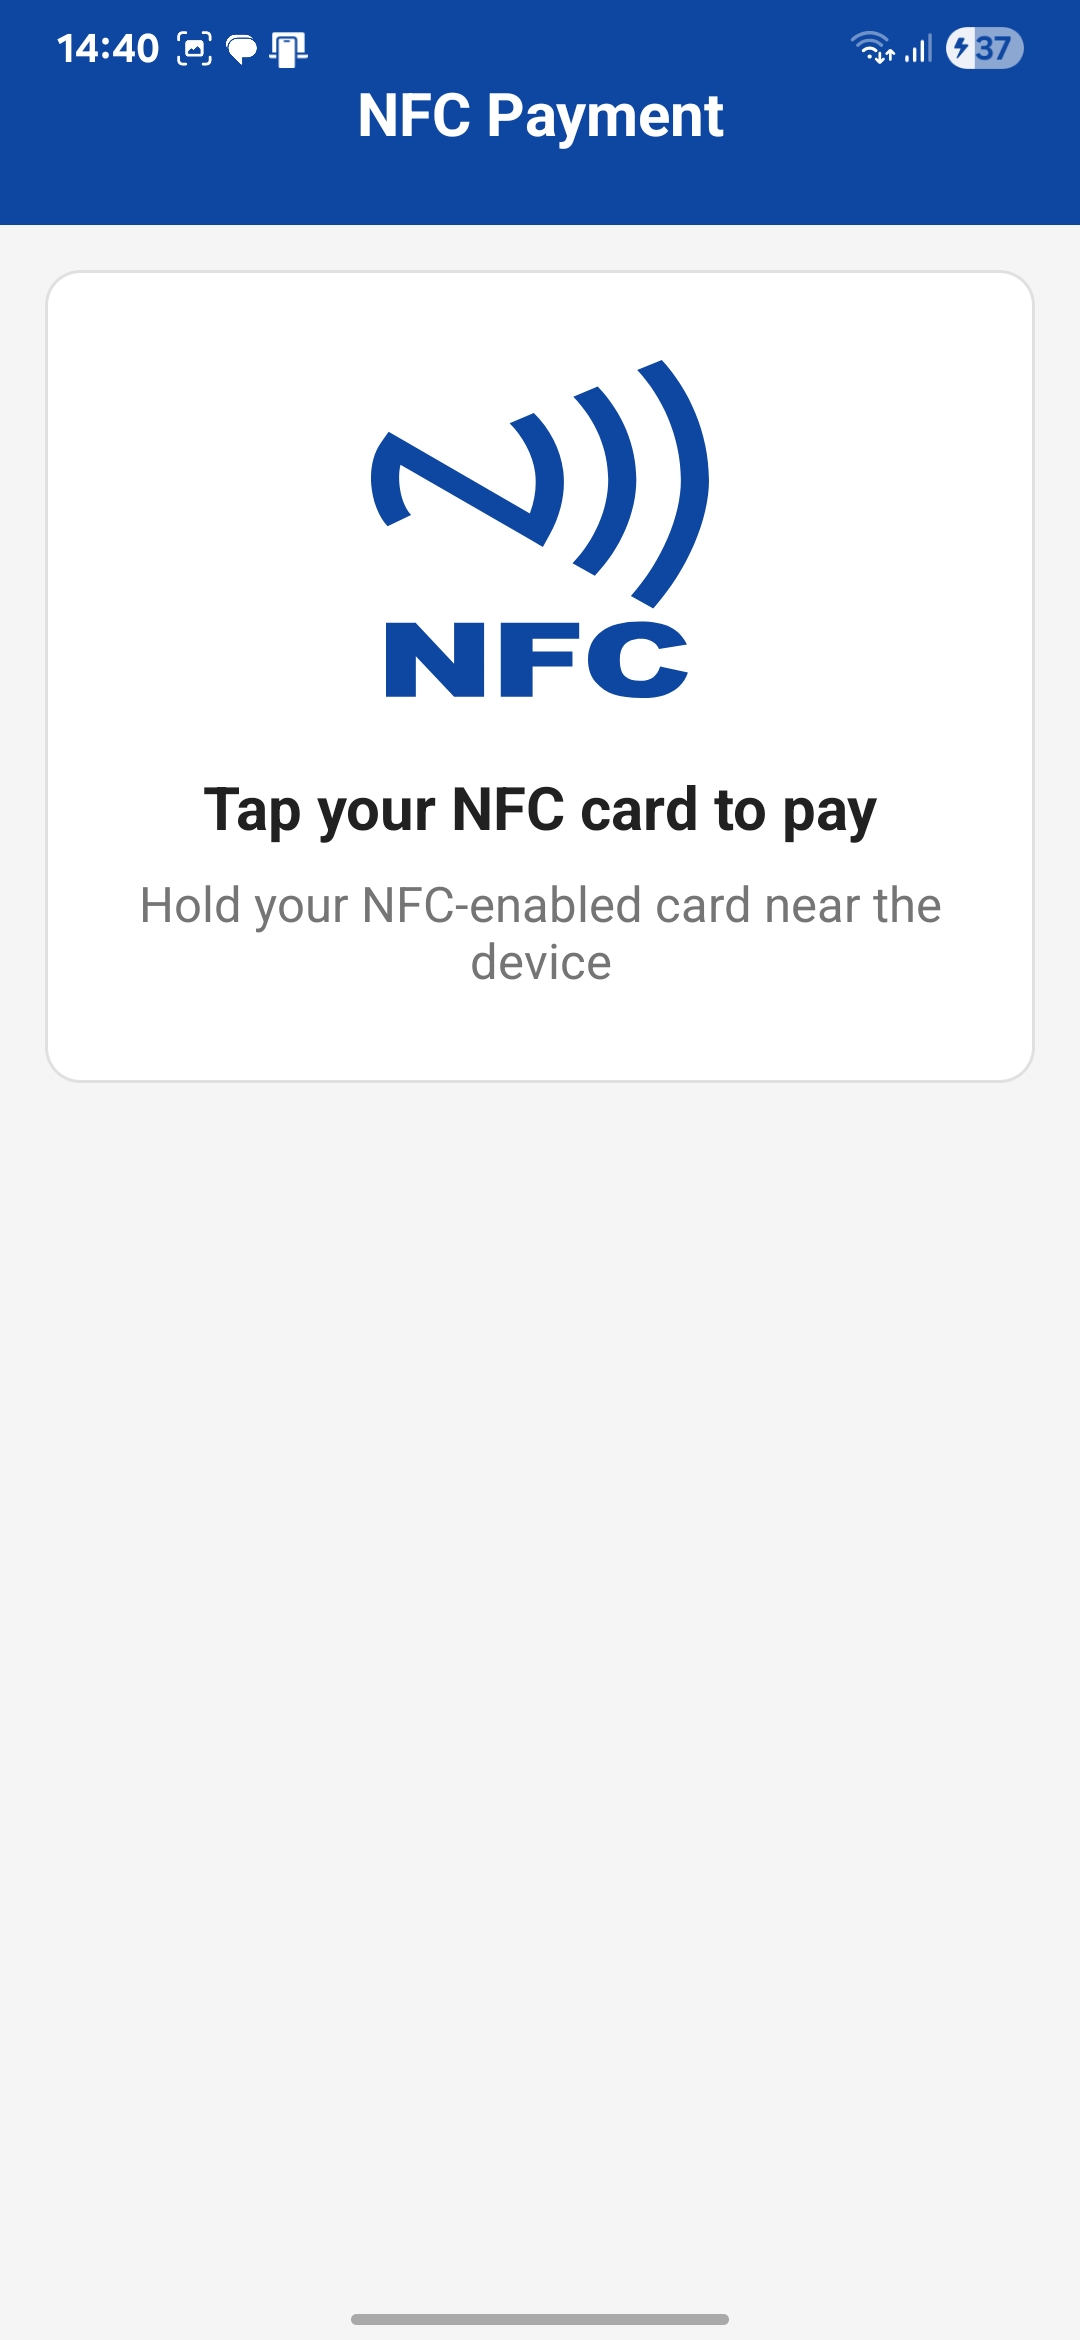 14:40
37
NFC Payment
NFC
Tap your NFC card to pay
Hold your NFC-enabled card near the
device